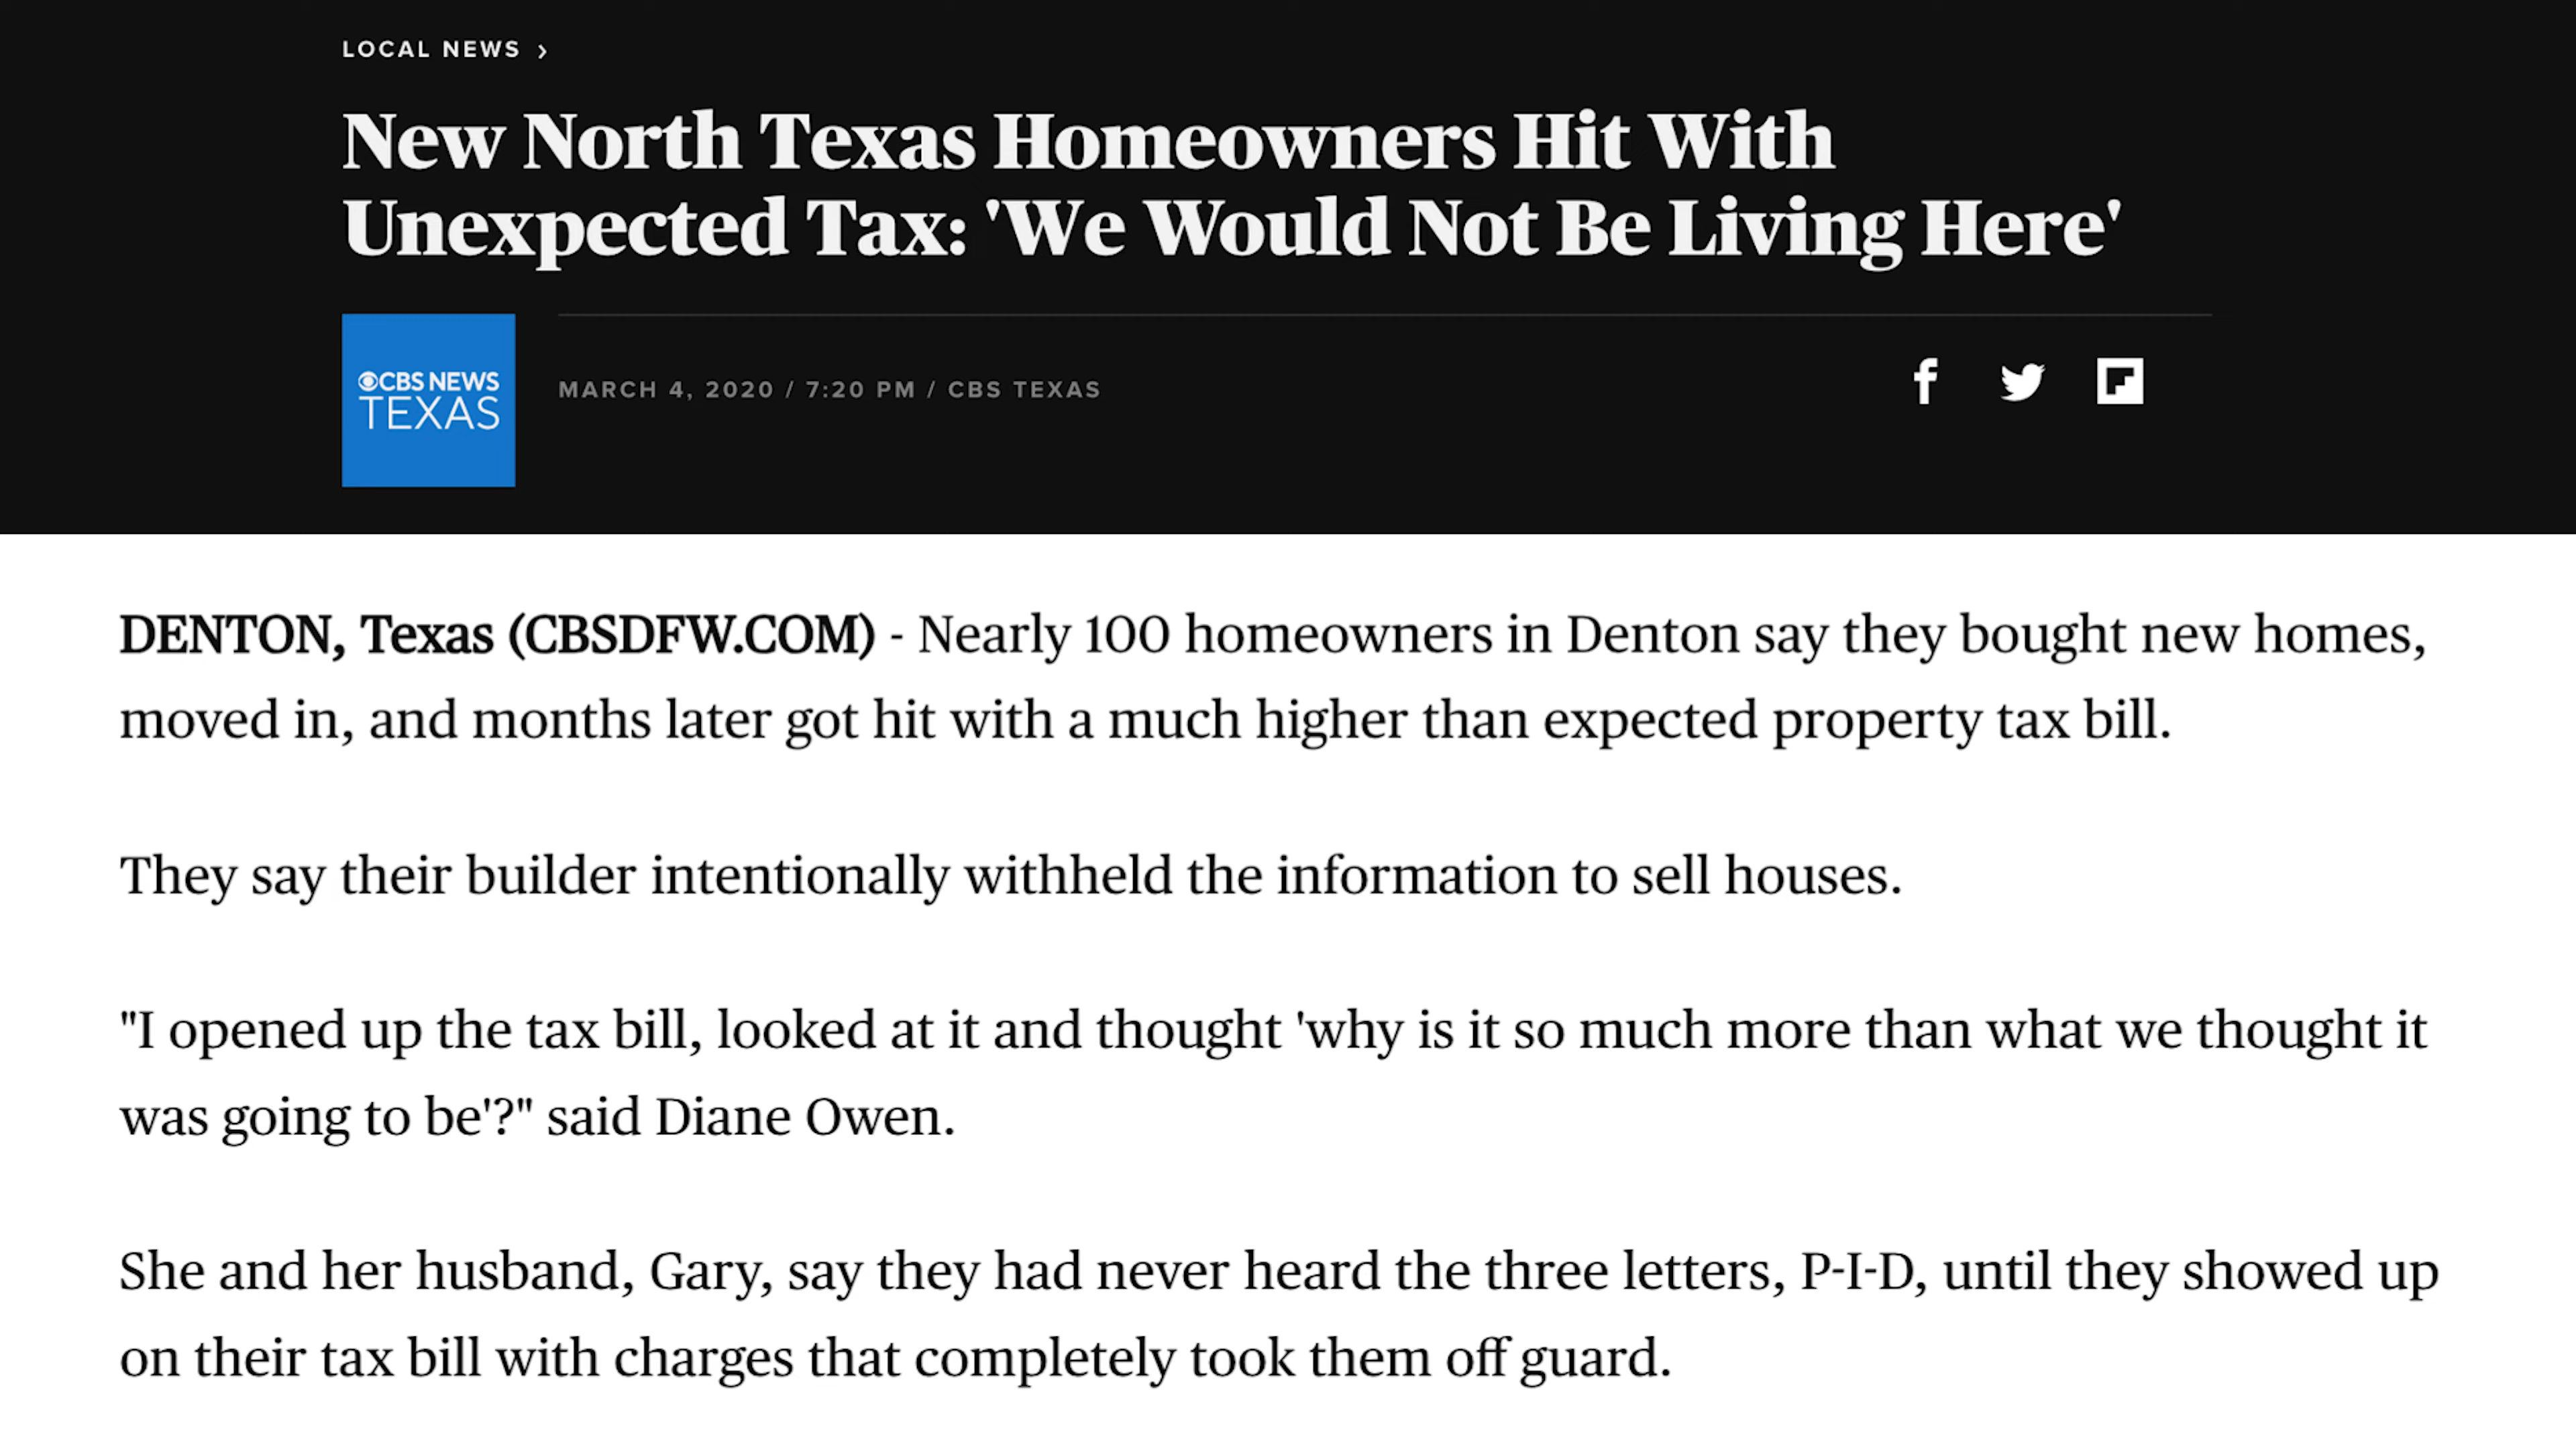 LOCAL NEWS ›
New North Texas Homeowners Hit With
Unexpected Tax: 'We Would Not Be Living Here'
CBS NEWS
TEXAS
MARCH 4, 2020 / 7:20 PM / CBS TEXAS
DENTON, Texas (CBSDFW.COM) - Nearly 100 homeowners in Denton say they bought new homes,
moved in, and months later got hit with a much higher than expected property tax bill.
They say their builder intentionally withheld the information to sell houses.
"I opened up the tax bill, looked at it and thought 'why is it so much more than what we thought it
was going to be'?" said Diane Owen.
She and her husband, Gary, say they had never heard the three letters, P-I-D, until they showed up
on their tax bill with charges that completely took them off guard.